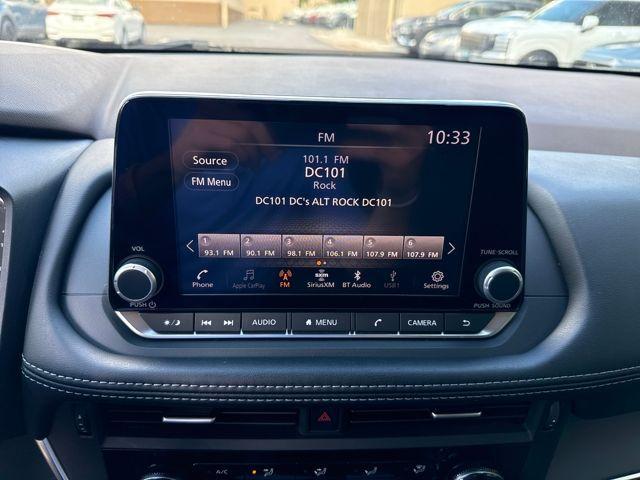 FM
10:33
Source
101.1 FM
FM Menu
DC101
Rock
DC101 DC's ALT ROCK DC101
1 2 3 4 5 6
93.1 FM 90.1 FM 98.1 FM 106.1 FM 107.9 FM 107.9 FM
VOL
TUNE·SCROLL
Phone Apple CarPlay FM SiriusXM BT Audio USB1 Settings
PUSH
PUSH SOUND
AUDIO MENU CAMERA
A/C